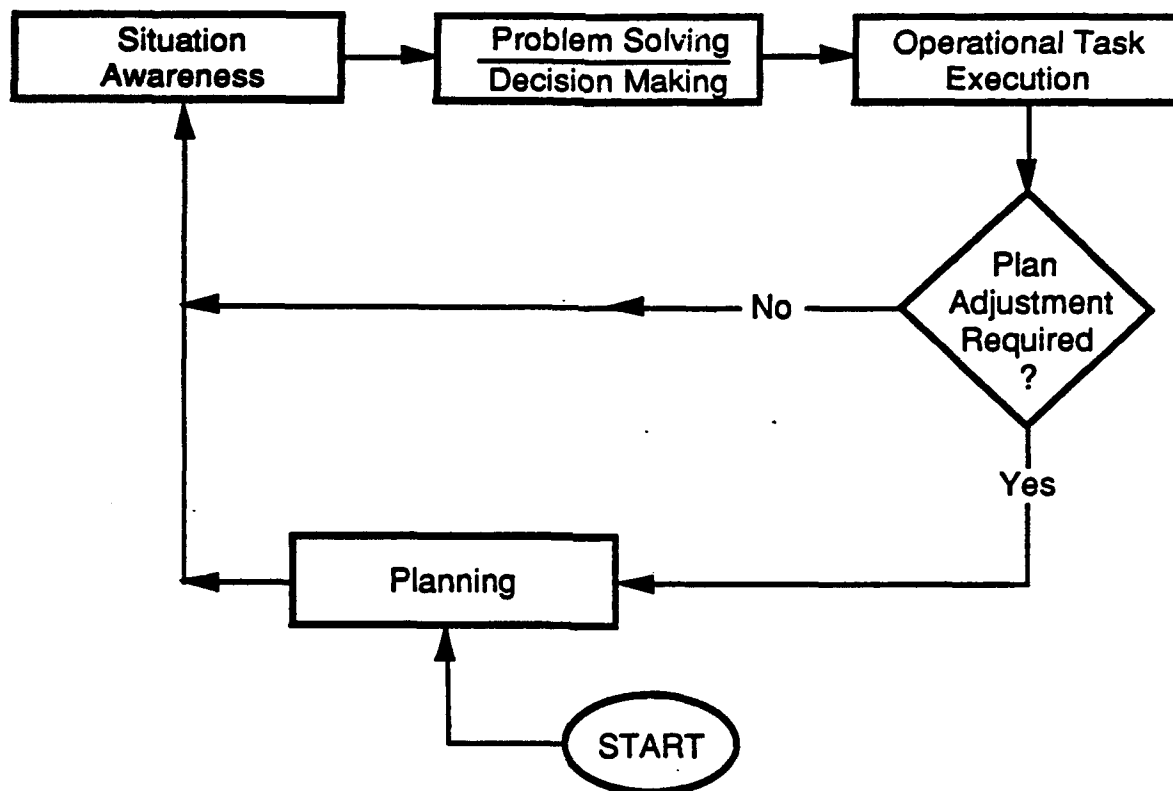 Situation
Awareness
Problem Solving
Decision Making
Operational Task
Execution
Plan
Adjustment
Required
?
No
Yes
Planning
START